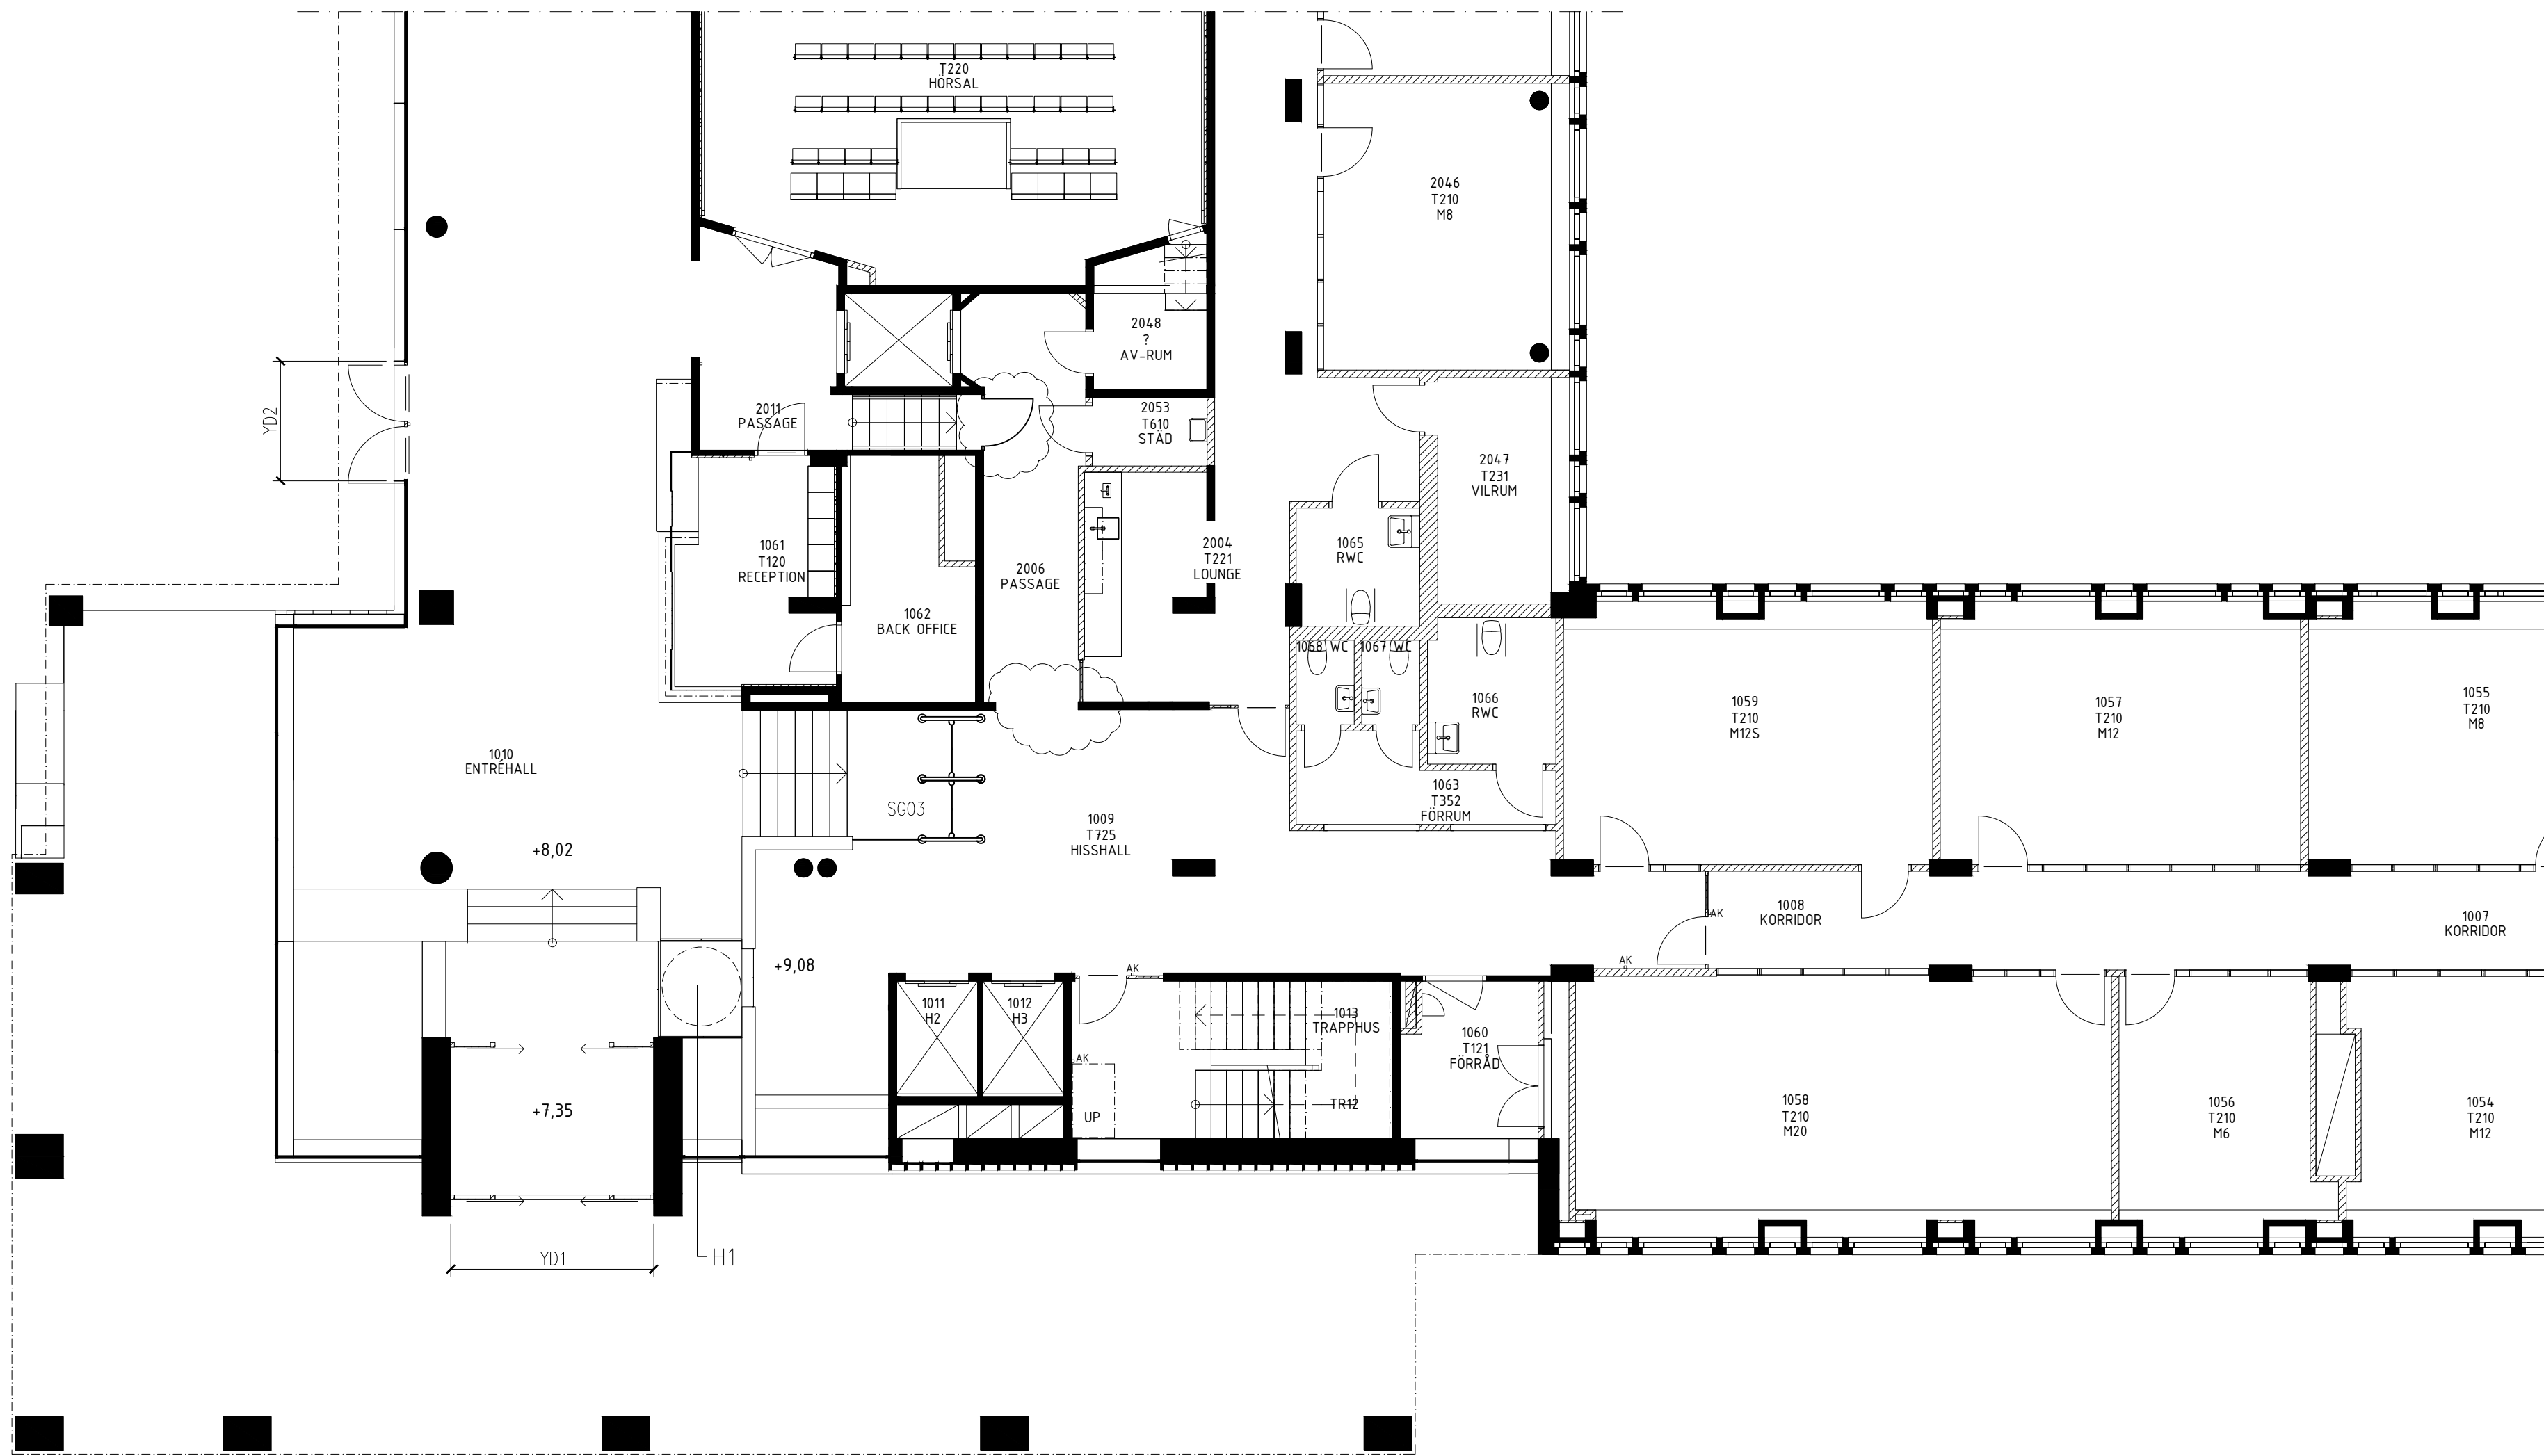 T220
HÖRSAL
2046
T210
M8
2048
?
AV-RUM
YD2
2011
PASSAGE
2053
T610
STÄD
2047
T231
VILRUM
1061
T120
RECEPTION
2004
T221
LOUNGE
1065
RWC
2006
PASSAGE
1062
BACK OFFICE
1068 WC
1067 WC
1066
RWC
1059
T210
M12S
1057
T210
M12
1055
T210
M8
1010
ENTRÉHALL
SG03
1063
T352
FÖRRUM
1009
T725
HISSHALL
+8,02
1008
KORRIDOR
AK
1007
KORRIDOR
+9,08
AK
AK
1011
H2
1012
H3
1013
TRAPPHUS
1060
T121
FÖRRÅD
AK
+7,35
UP
TR12
1058
T210
M20
1056
T210
M6
1054
T210
M12
YD1
H1